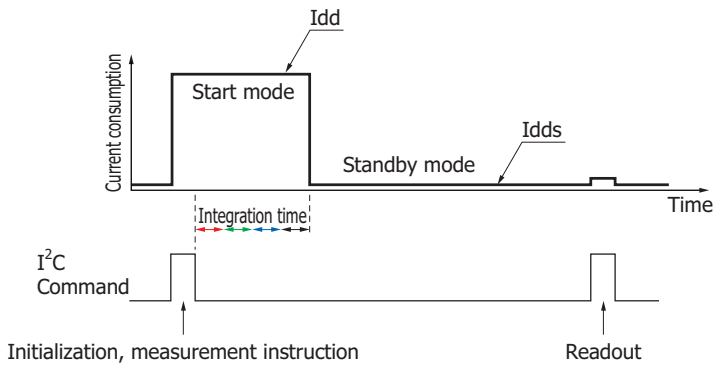 Idd
Current consumption
Start mode
Idds
Standby mode
Time
Integration time
I²C
Command
Initialization, measurement instruction
Readout